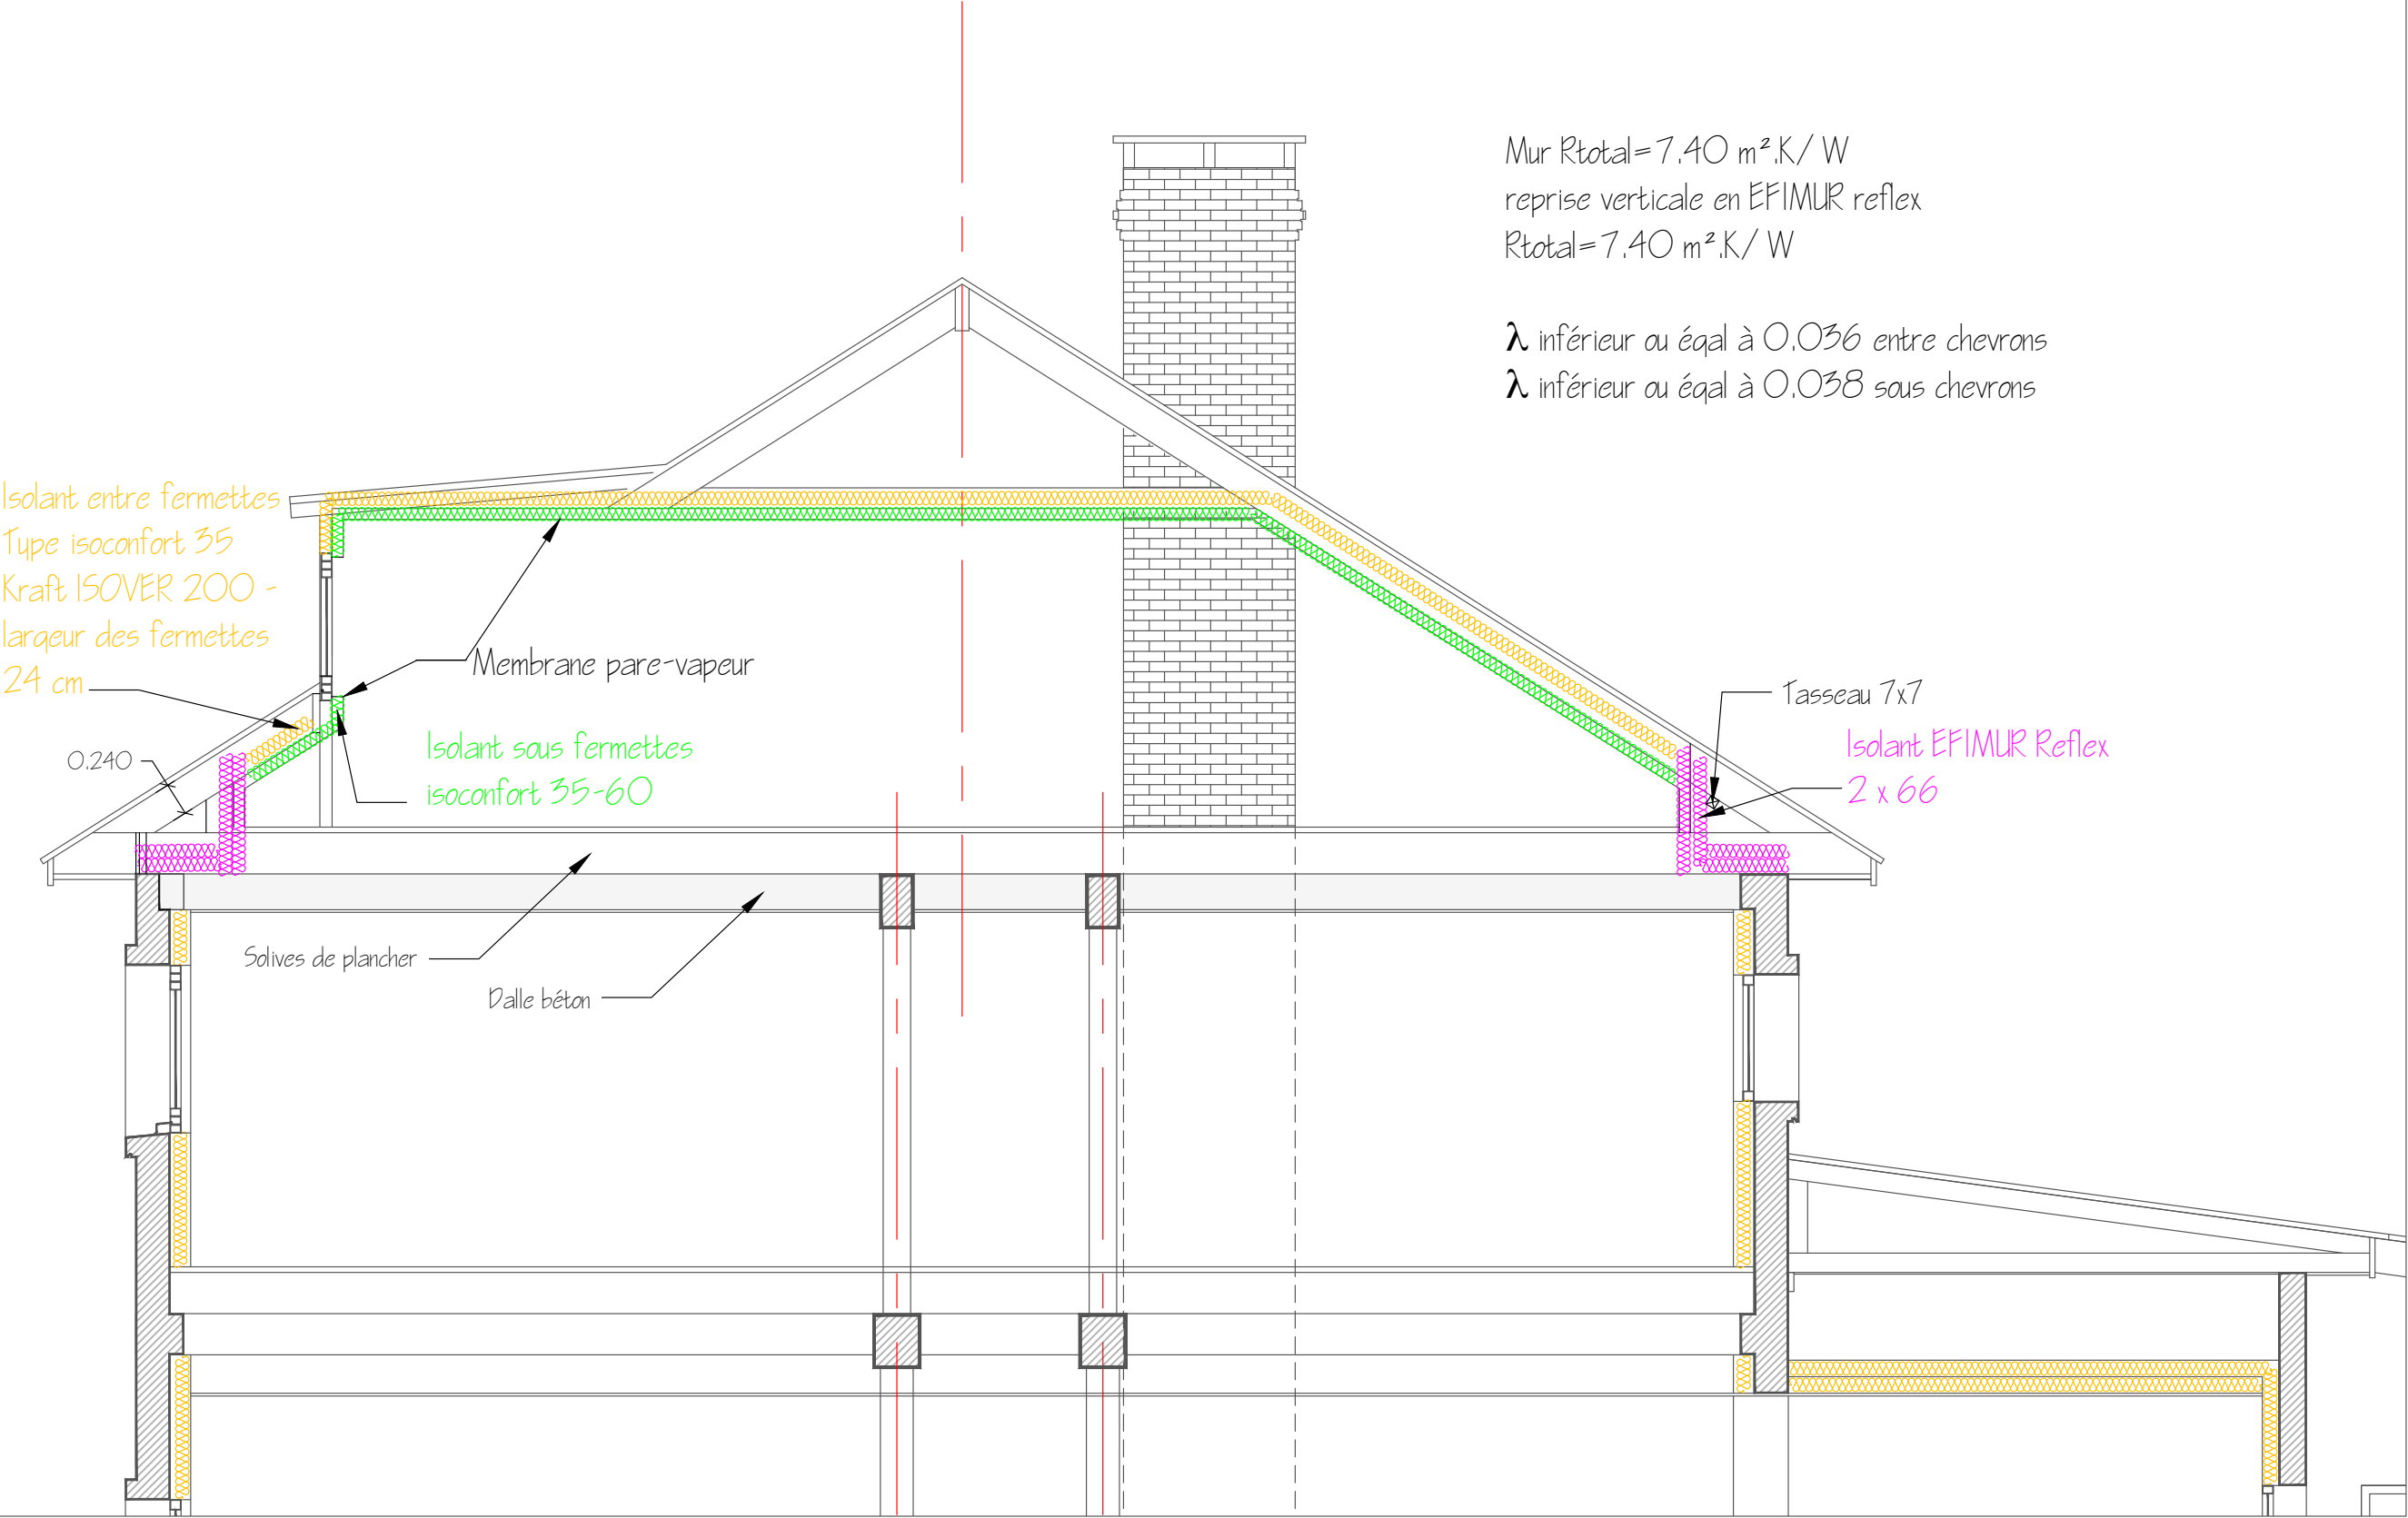 Mur Rtotal=7.40 m².K/W
reprise verticale en EFIMUR reflex
Rtotal=7.40 m².K/W
λ inférieur ou égal à 0.036 entre chevrons
λ inférieur ou égal à 0.038 sous chevrons
Isolant entre fermettes
Type isoconfort 35
Kraft ISOVER 200 -
largeur des fermettes
24 cm
Membrane pare-vapeur
Tasseau 7x7
Isolant EFIMUR Reflex
2 x 66
Isolant sous fermettes
isoconfort 35-60
0.240
Solives de plancher
Dalle béton